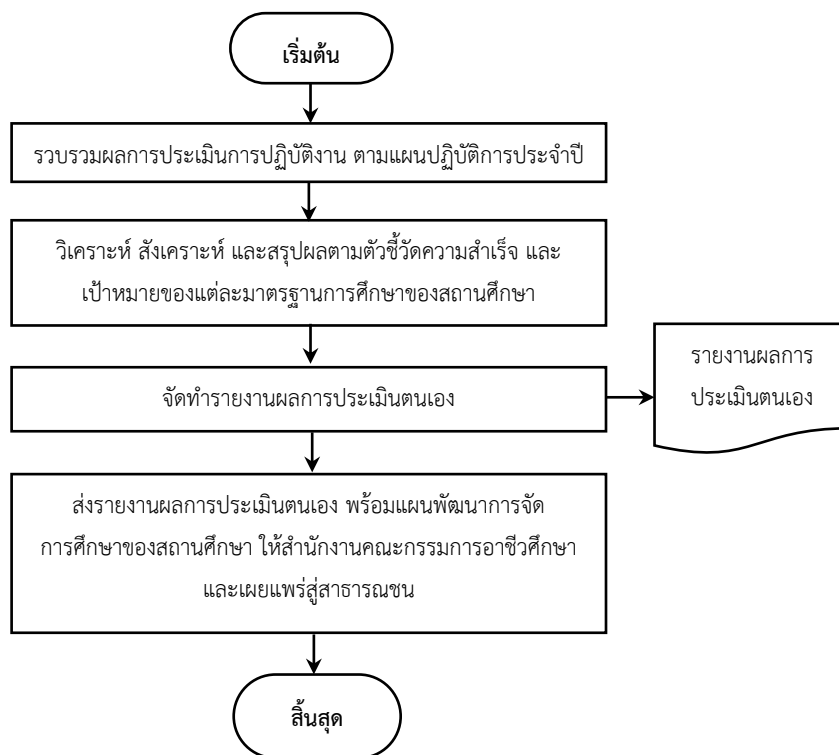 เริ่มต้น
รวบรวมผลการประเมินการปฏิบัติงาน ตามแผนปฏิบัติการประจำปี
วิเคราะห์ สังเคราะห์ และสรุปผลตามตัวชี้วัดความสำเร็จ และ
เป้าหมายของแต่ละมาตรฐานการศึกษาของสถานศึกษา
จัดทำรายงานผลการประเมินตนเอง
รายงานผลการ
ประเมินตนเอง
ส่งรายงานผลการประเมินตนเอง พร้อมแผนพัฒนาการจัด
การศึกษาของสถานศึกษา ให้สำนักงานคณะกรรมการอาชีวศึกษา
และเผยแพร่สู่สาธารณชน
สิ้นสุด